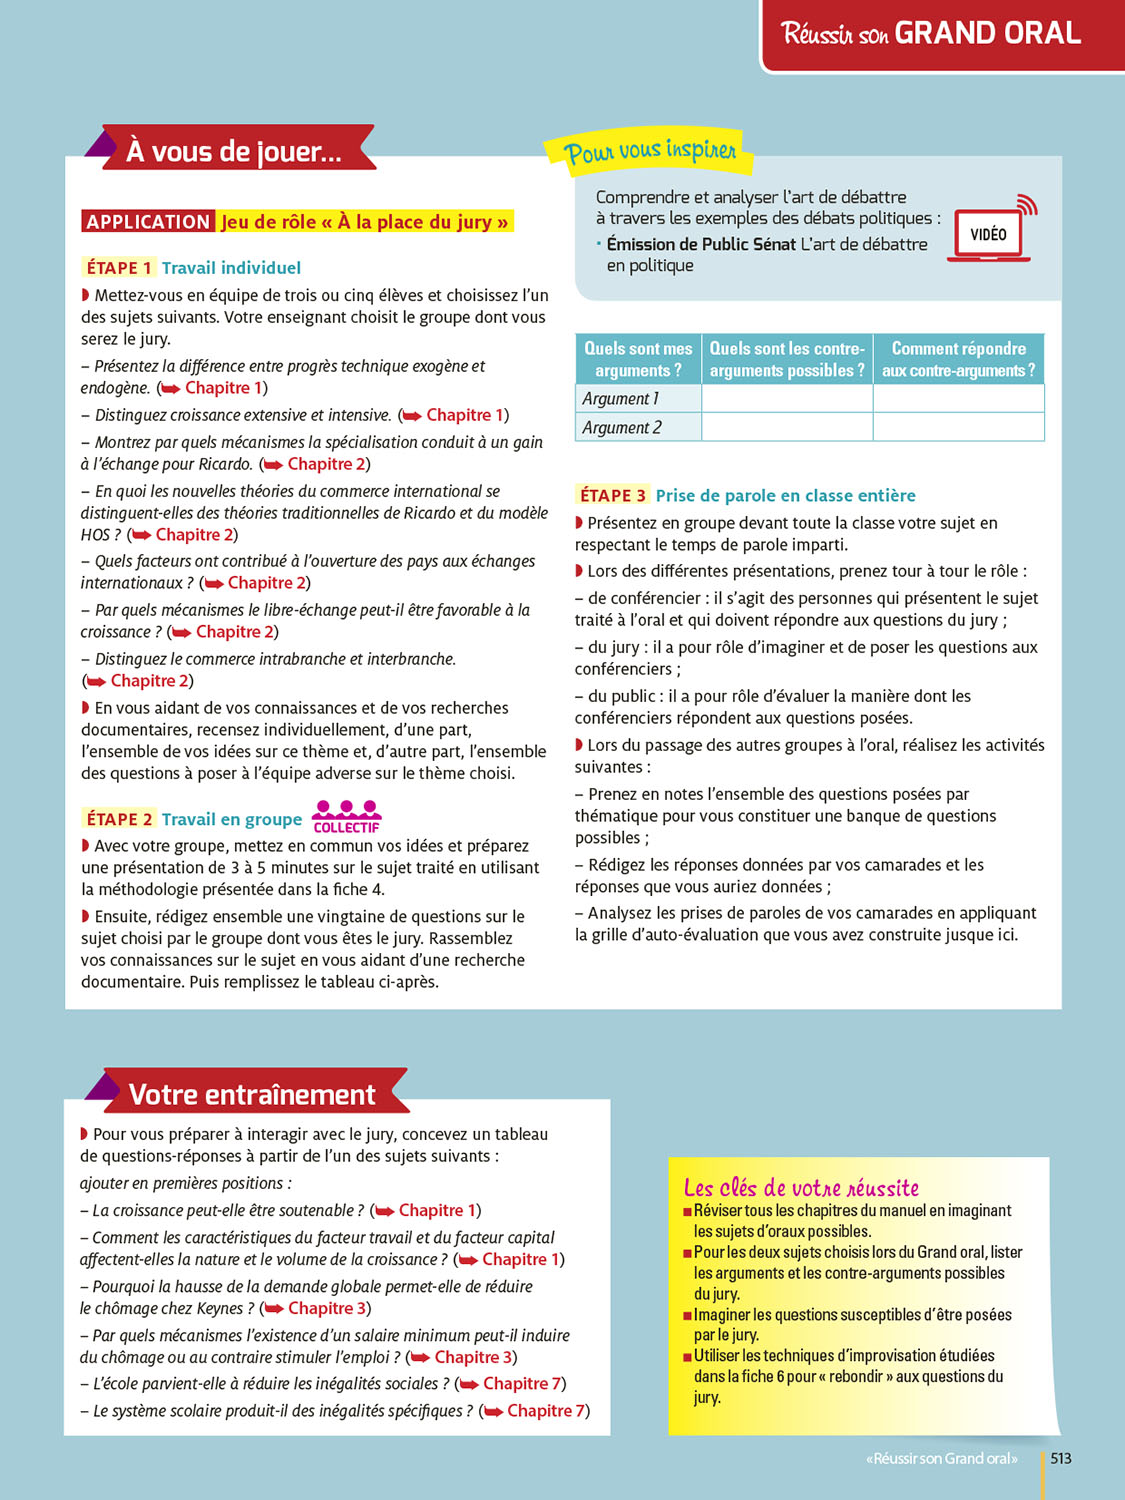 Réussir son GRAND ORAL
À vous de jouer...
APPLICATION Jeu de rôle « À la place du jury »
ÉTAPE 1 Travail individuel
Mettez-vous en équipe de trois ou cinq élèves et choisissez l'un
des sujets suivants. Votre enseignant choisit le groupe dont vous
serez le jury.
– Présentez la différence entre progrès technique exogène et
endogène. (➥ Chapitre 1)
– Distinguez croissance extensive et intensive. (➥ Chapitre 1)
– Montrez par quels mécanismes la spécialisation conduit à un gain
à l'échange pour Ricardo. (➥ Chapitre 2)
– En quoi les nouvelles théories du commerce international se
distinguent-elles des théories traditionnelles de Ricardo et du modèle
HOS ? (➥ Chapitre 2)
– Quels facteurs ont contribué à l'ouverture des pays aux échanges
internationaux ? (➥ Chapitre 2)
– Par quels mécanismes le libre-échange peut-il être favorable à la
croissance ? (➥ Chapitre 2)
– Distinguez le commerce intrabranche et interbranche.
(➥ Chapitre 2)
En vous aidant de vos connaissances et de vos recherches
documentaires, recensez individuellement, d'une part,
l'ensemble de vos idées sur ce thème et, d'autre part, l'ensemble
des questions à poser à l'équipe adverse sur le thème choisi.
ÉTAPE 2 Travail en groupe COLLECTIF
Avec votre groupe, mettez en commun vos idées et préparez
une présentation de 3 à 5 minutes sur le sujet traité en utilisant
la méthodologie présentée dans la fiche 4.
Ensuite, rédigez ensemble une vingtaine de questions sur le
sujet choisi par le groupe dont vous êtes le jury. Rassemblez
vos connaissances sur le sujet en vous aidant d'une recherche
documentaire. Puis remplissez le tableau ci-après.
Pour vous inspirer
Comprendre et analyser l'art de débattre
à travers les exemples des débats politiques :
• Émission de Public Sénat L'art de débattre
en politique
VIDÉO
Quels sont mes arguments ? Quels sont les contre-arguments possibles ? Comment répondre aux contre-arguments ?
Argument 1
Argument 2
ÉTAPE 3 Prise de parole en classe entière
Présentez en groupe devant toute la classe votre sujet en
respectant le temps de parole imparti.
Lors des différentes présentations, prenez tour à tour le rôle :
– de conférencier : il s'agit des personnes qui présentent le sujet
traité à l'oral et qui doivent répondre aux questions du jury ;
– du jury : il a pour rôle d'imaginer et de poser les questions aux
conférenciers ;
– du public : il a pour rôle d'évaluer la manière dont les
conférenciers répondent aux questions posées.
Lors du passage des autres groupes à l'oral, réalisez les activités
suivantes :
– Prenez en notes l'ensemble des questions posées par
thématique pour vous constituer une banque de questions
possibles ;
– Rédigez les réponses données par vos camarades et les
réponses que vous auriez données ;
– Analysez les prises de paroles de vos camarades en appliquant
la grille d'auto-évaluation que vous avez construite jusque ici.
Votre entraînement
Pour vous préparer à interagir avec le jury, concevez un tableau
de questions-réponses à partir de l'un des sujets suivants :
ajouter en premières positions :
– La croissance peut-elle être soutenable ? (➥ Chapitre 1)
– Comment les caractéristiques du facteur travail et du facteur capital
affectent-elles la nature et le volume de la croissance ? (➥ Chapitre 1)
– Pourquoi la hausse de la demande globale permet-elle de réduire
le chômage chez Keynes ? (➥ Chapitre 3)
– Par quels mécanismes l'existence d'un salaire minimum peut-il induire
du chômage ou au contraire stimuler l'emploi ? (➥ Chapitre 3)
– L'école parvient-elle à réduire les inégalités sociales ? (➥ Chapitre 7)
– Le système scolaire produit-il des inégalités spécifiques ? (➥ Chapitre 7)
Les clés de votre réussite
■ Réviser tous les chapitres du manuel en imaginant
les sujets d'oraux possibles.
■ Pour les deux sujets choisis lors du Grand oral, lister
les arguments et les contre-arguments possibles
du jury.
■ Imaginer les questions susceptibles d'être posées
par le jury.
■ Utiliser les techniques d'improvisation étudiées
dans la fiche 6 pour « rebondir » aux questions du
jury.
«Réussir son Grand oral» 513